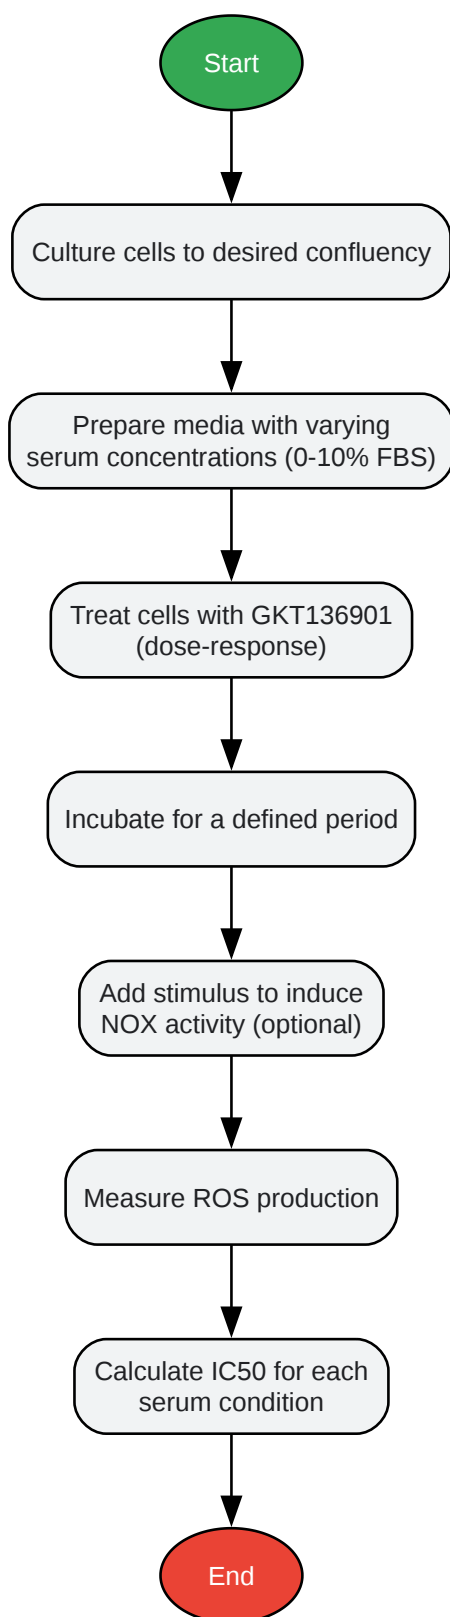 Start
Culture cells to desired confluency
Prepare media with varying
serum concentrations (0-10% FBS)
Treat cells with GKT136901
(dose-response)
Incubate for a defined period
Add stimulus to induce
NOX activity (optional)
Measure ROS production
Calculate IC50 for each
serum condition
End